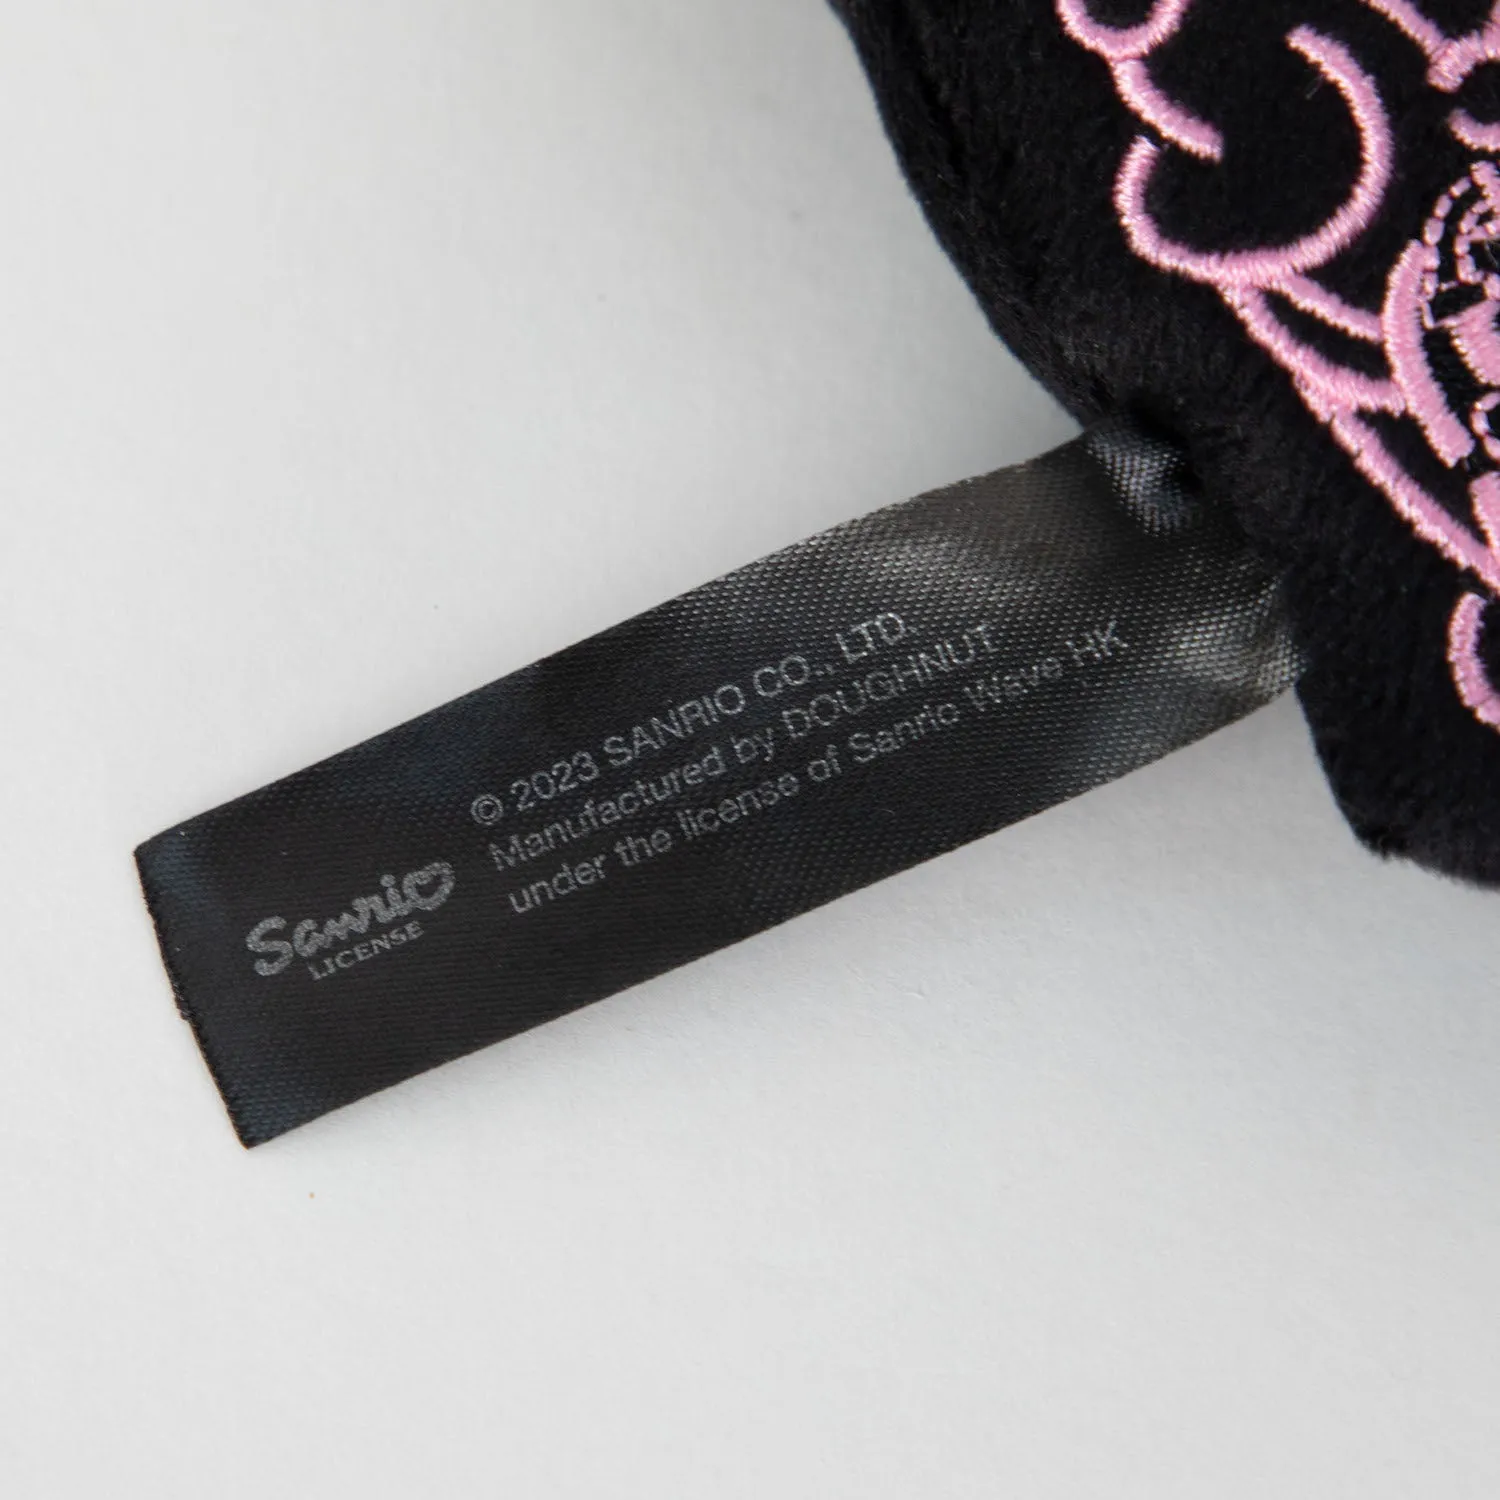 © 2023 SANRIO CO., LTD.
Manufactured by DOUGHNUT
under the license of Sanrio Wave HK
Sanrio
LICENSE